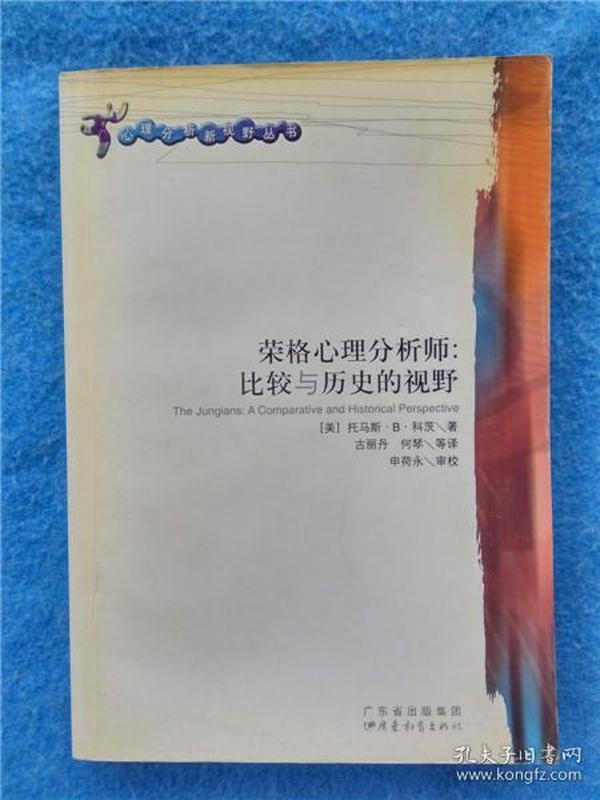 心理分析新视野丛书
荣格心理分析师:
比较与历史的视野
The Jungians: A Comparative and Historical Perspective
[美] 托马斯·B·科茨\著
古丽丹 何琴\等译
申荷永\审校
广东省出版集团
广东教育出版社
孔夫子旧书网
www.kongfz.com